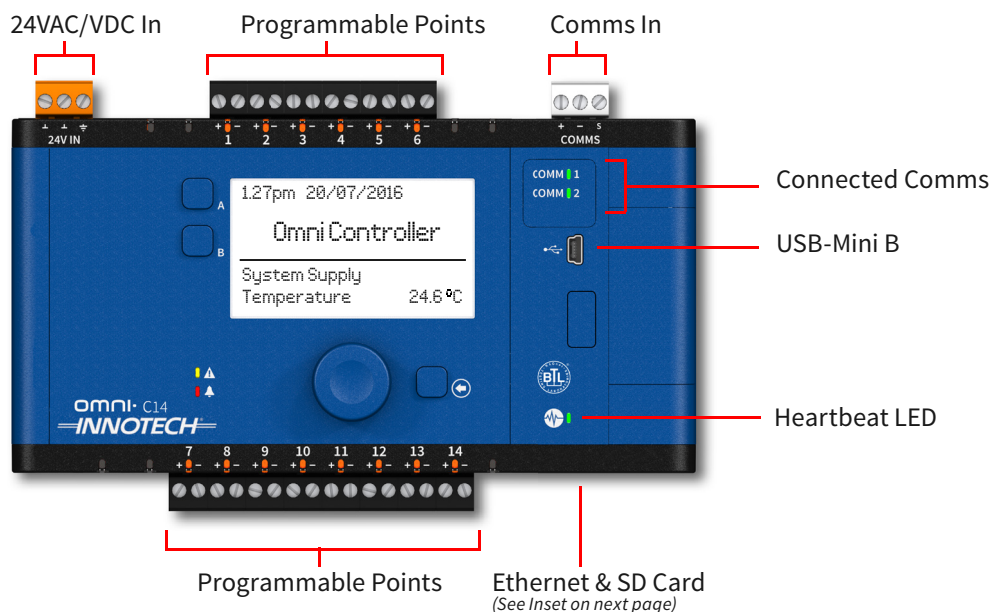 24VAC/VDC In
Programmable Points
Comms In
+ - + - + - + - + - + -
+ - S
24V IN
1 2 3 4 5 6
COMMS
COMM 1
COMM 2
Connected Comms
USB-Mini B
A
B
1.27pm 20/07/2016
Omni Controller
System Supply
Temperature 24.6°C
BTL
omni· C14
INNOTECH
Heartbeat LED
7 8 9 10 11 12 13 14
+ - + - + - + - + - + - + - + -
Programmable Points
Ethernet & SD Card
(See Inset on next page)